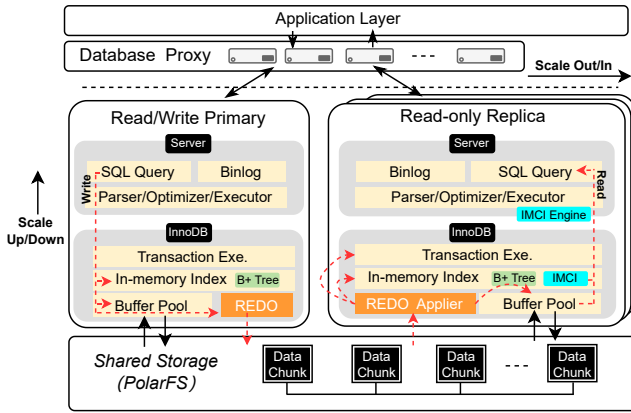 Application Layer
Database Proxy
Scale Out/In
Read/Write Primary
Server
SQL Query
Binlog
Parser/Optimizer/Executor
Write
InnoDB
Transaction Exe.
In-memory Index
B+ Tree
Buffer Pool
REDO
Scale
Up/Down
Read-only Replica
Server
Binlog
SQL Query
Parser/Optimizer/Executor
IMCI Engine
Read
InnoDB
Transaction Exe.
In-memory Index
B+ Tree
IMCI
REDO Applier
Buffer Pool
Shared Storage
(PolarFS)
Data
Chunk
Data
Chunk
Data
Chunk
Data
Chunk